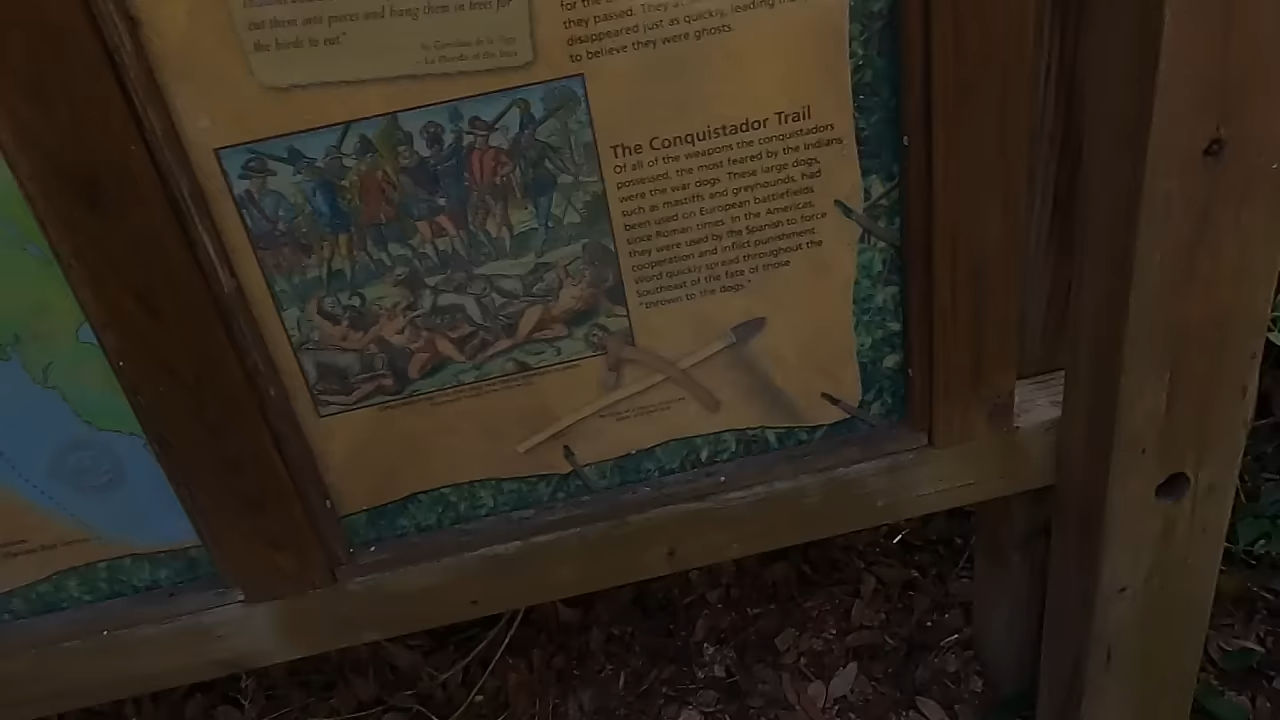 cut them into pieces and hang them in trees for
the birds to eat."
for the
they passed. They
disappeared just as quickly, leading
to believe they were ghosts.
The Conquistador Trail
Of all of the weapons the conquistadors
possessed, the most feared by the Indians
were the war dogs. These large dogs,
such as mastiffs and greyhounds, had
been used on European battlefields
since Roman times. In the Americas,
they were used by the Spanish to force
cooperation and inflict punishment.
Word quickly spread throughout the
Southeast of the fate of those
"thrown to the dogs."